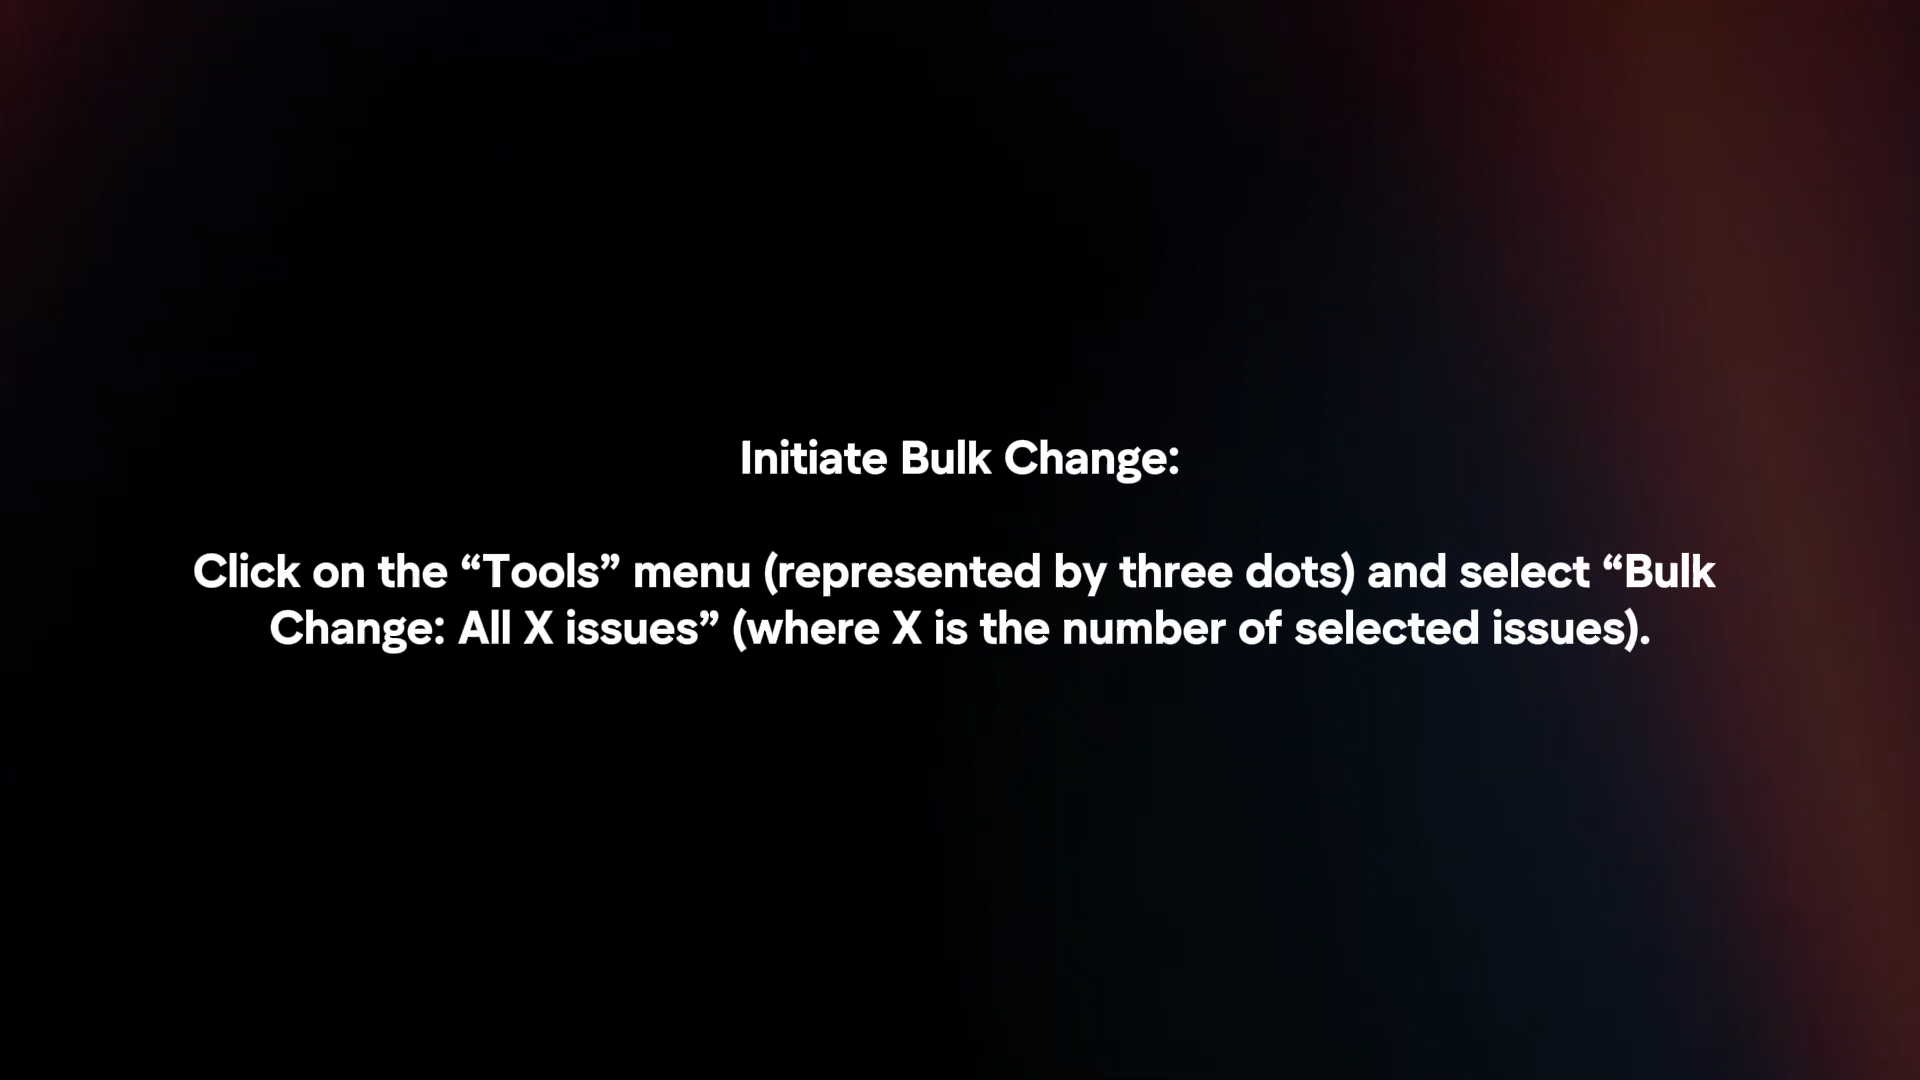 Initiate Bulk Change:
Click on the “Tools” menu (represented by three dots) and select “Bulk
Change: All X issues” (where X is the number of selected issues).